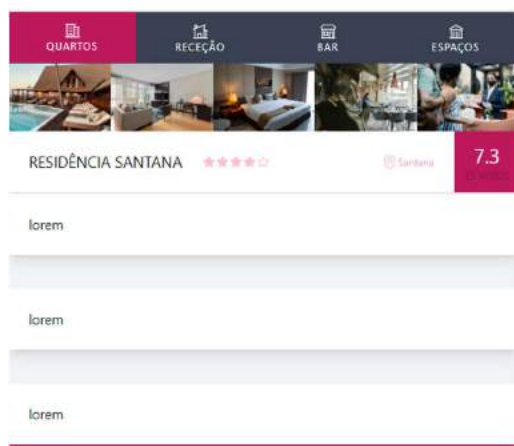 QUARTOS
RECEÇÃO
BAR
ESPAÇOS
RESIDÊNCIA SANTANA
Santana
7.3
lorem
lorem
lorem